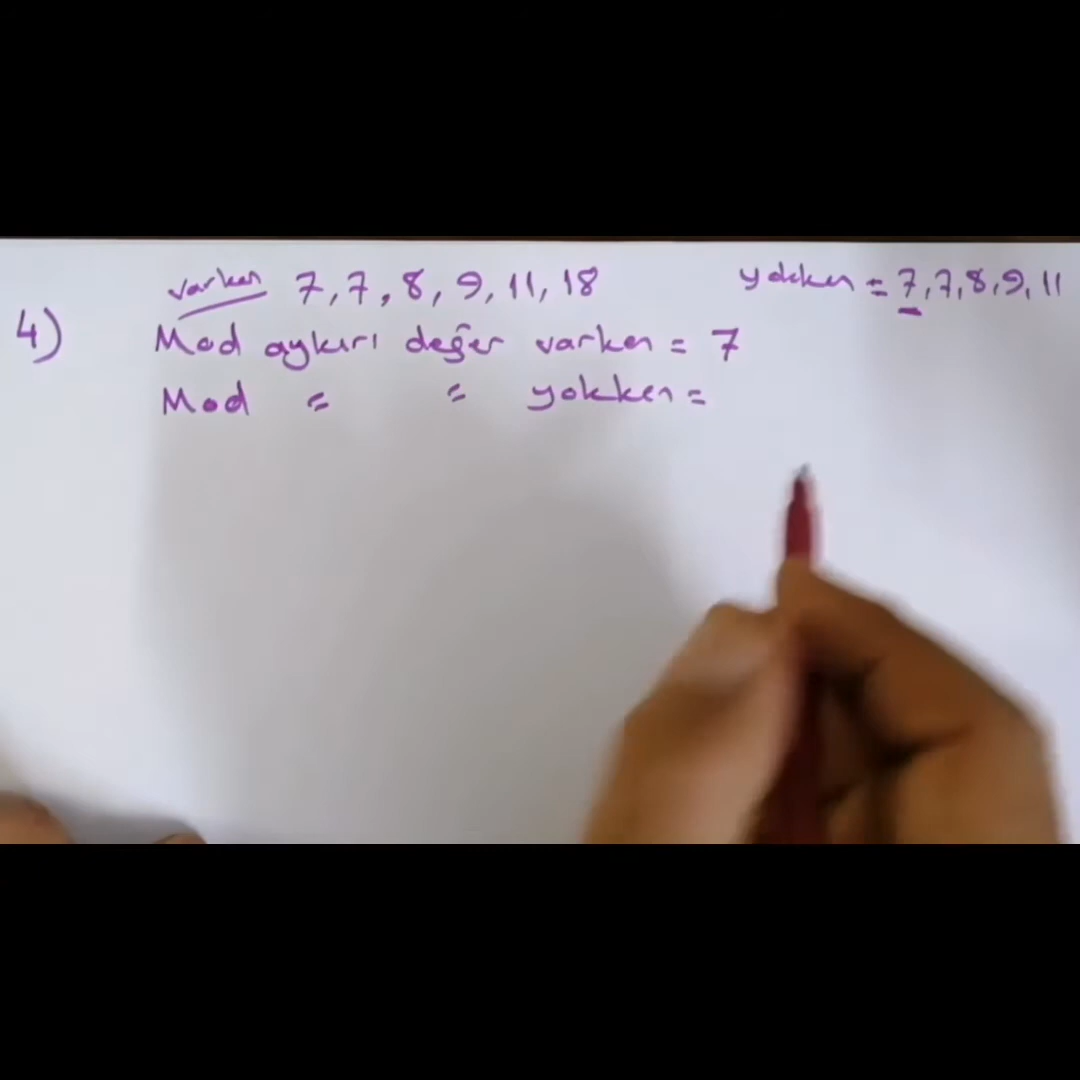 varken 7, 7, 8, 9, 11, 18
yokken = 7, 7, 8, 9, 11
4)
Mod aykırı değer varken = 7
Mod " " yokken =